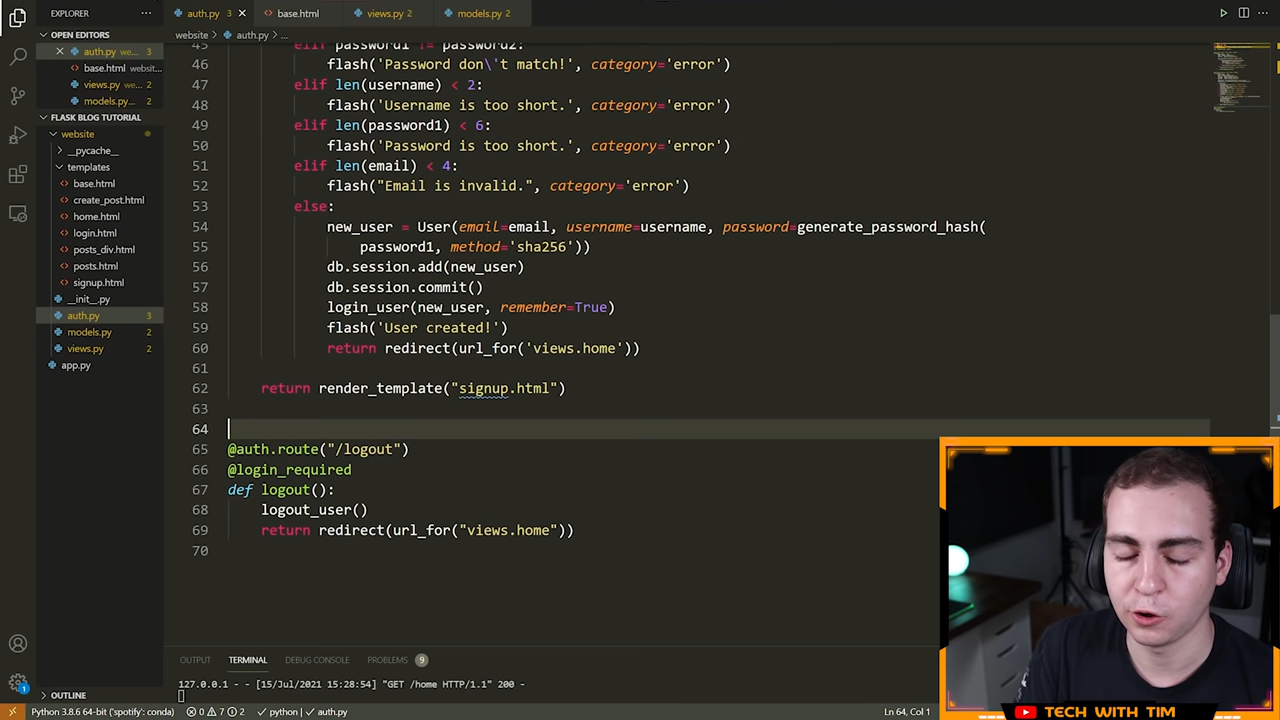 EXPLORER
OPEN EDITORS
auth.py we... 3
base.html websit...
views.py we... 2
models.py... 2
FLASK BLOG TUTORIAL
website
__pycache__
templates
base.html
create_post.html
home.html
login.html
posts_div.html
posts.html
signup.html
__init__.py
auth.py 3
models.py 2
views.py 2
app.py
OUTLINE
auth.py 3 base.html views.py 2 models.py 2
website > auth.py > ...
45 elif password1 != password2:
46 flash('Password don\'t match!', category='error')
47 elif len(username) < 2:
48 flash('Username is too short.', category='error')
49 elif len(password1) < 6:
50 flash('Password is too short.', category='error')
51 elif len(email) < 4:
52 flash("Email is invalid.", category='error')
53 else:
54 new_user = User(email=email, username=username, password=generate_password_hash(
55 password1, method='sha256'))
56 db.session.add(new_user)
57 db.session.commit()
58 login_user(new_user, remember=True)
59 flash('User created!')
60 return redirect(url_for('views.home'))
61
62 return render_template("signup.html")
63
64
65 @auth.route("/logout")
66 @login_required
67 def logout():
68 logout_user()
69 return redirect(url_for("views.home"))
70
OUTPUT TERMINAL DEBUG CONSOLE PROBLEMS 9
127.0.0.1 - - [15/Jul/2021 15:28:54] "GET /home HTTP/1.1" 200 -
1
Python 3.8.6 64-bit ('spotify': conda) 0 7 2 python | auth.py Ln 64, Col 1
TECH WITH TIM